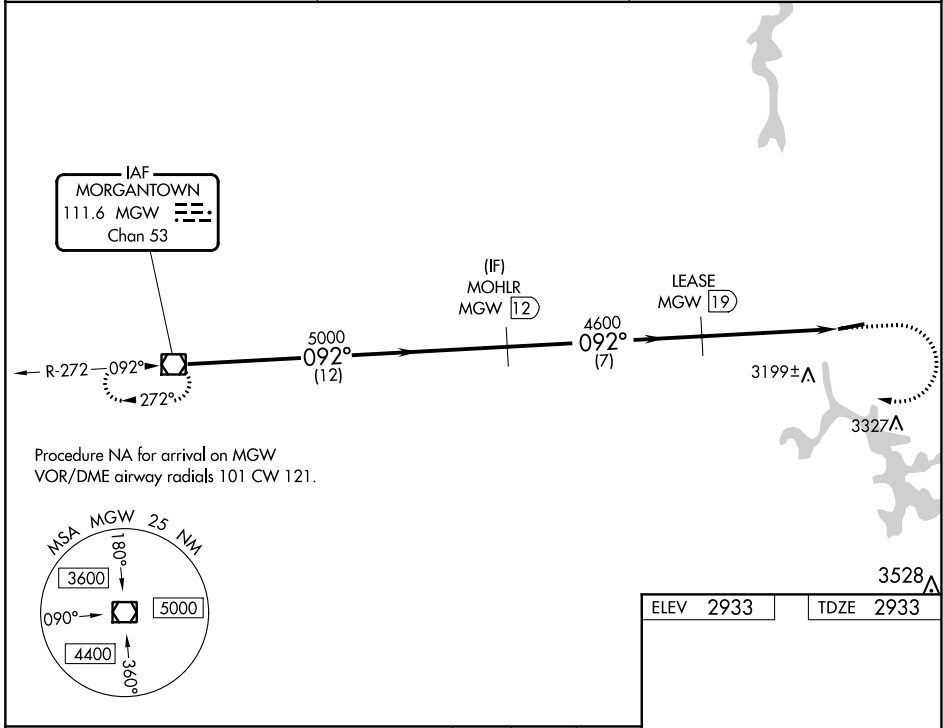 IAF
MORGANTOWN
111.6 MGW
Chan 53
(IF)
MOHLR
MGW 12
LEASE
MGW 19
5000
092°
(12)
4600
092°
(7)
R-272
092°
272°
3199±
3327
Procedure NA for arrival on MGW
VOR/DME airway radials 101 CW 121.
MSA MGW 25 NM
180°
3600
090°
5000
4400
360°
3528
ELEV 2933
TDZE 2933